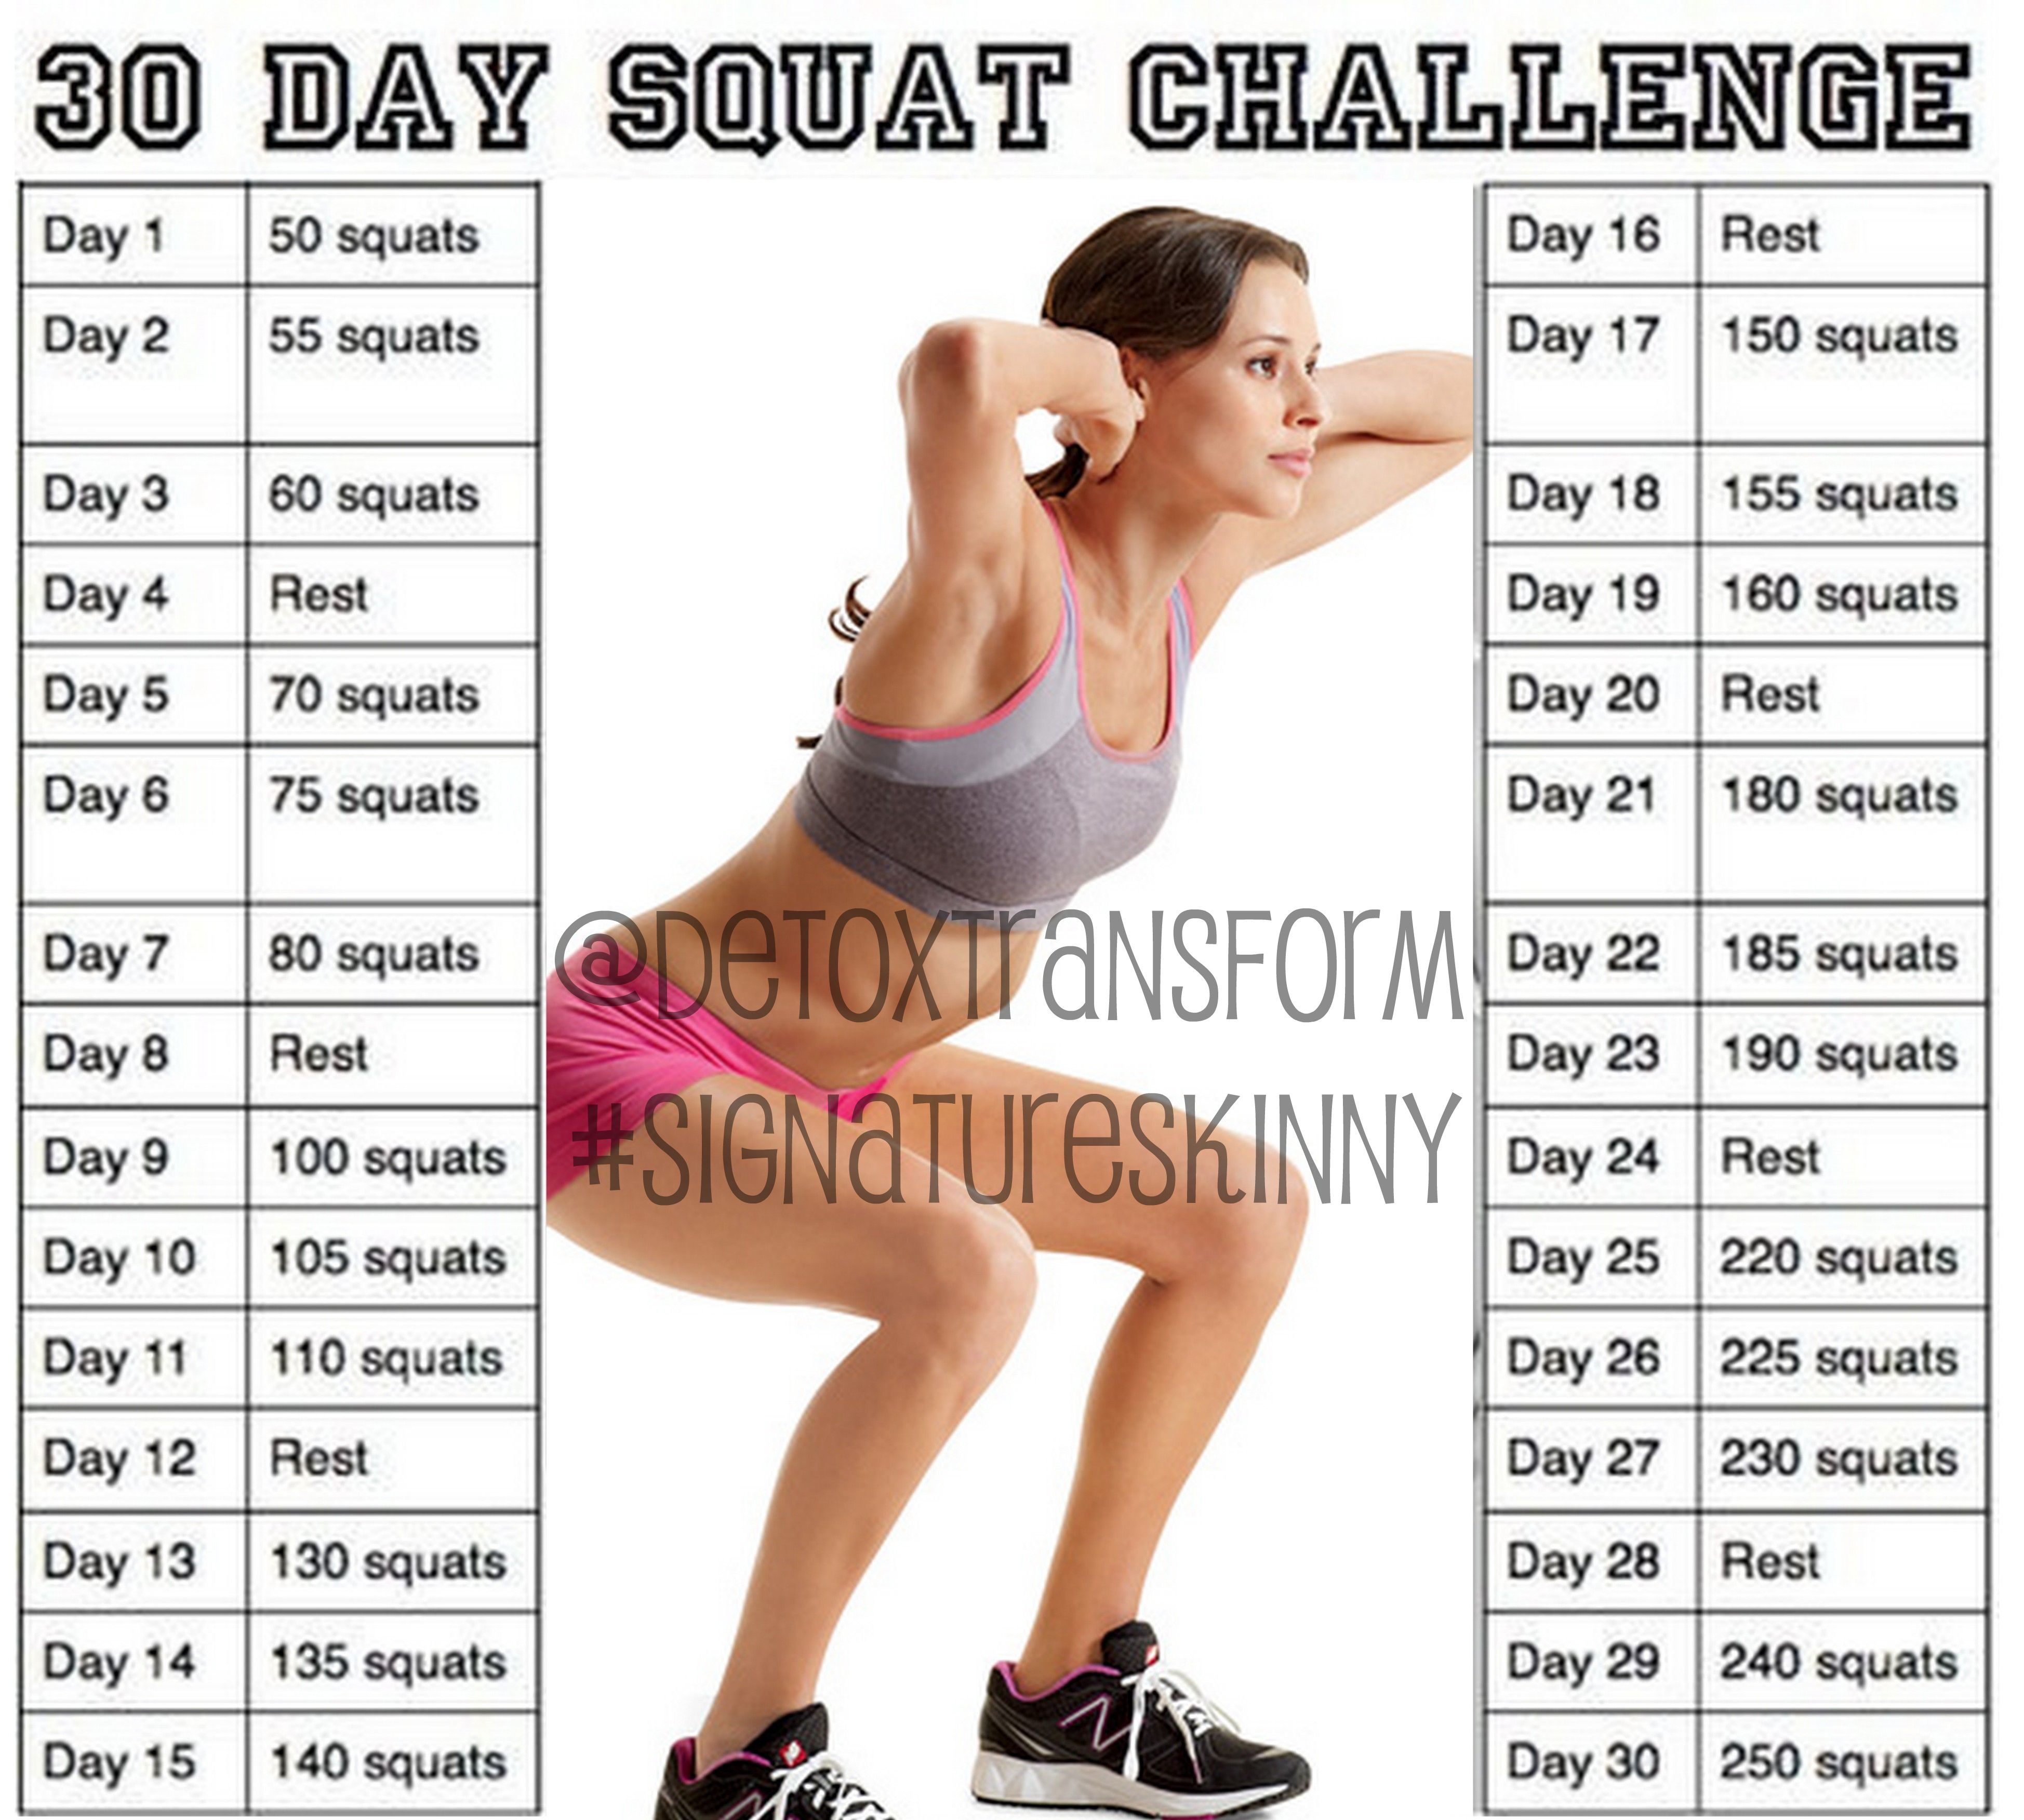 30 DAY SQUAT CHALLENGE
Day 1 50 squats
Day 2 55 squats
Day 3 60 squats
Day 4 Rest
Day 5 70 squats
Day 6 75 squats
Day 7 80 squats
Day 8 Rest
Day 9 100 squats
Day 10 105 squats
Day 11 110 squats
Day 12 Rest
Day 13 130 squats
Day 14 135 squats
Day 15 140 squats
@DeTOXTransForm
#SIGnaTureSKINNY
Day 16 Rest
Day 17 150 squats
Day 18 155 squats
Day 19 160 squats
Day 20 Rest
Day 21 180 squats
Day 22 185 squats
Day 23 190 squats
Day 24 Rest
Day 25 220 squats
Day 26 225 squats
Day 27 230 squats
Day 28 Rest
Day 29 240 squats
Day 30 250 squats